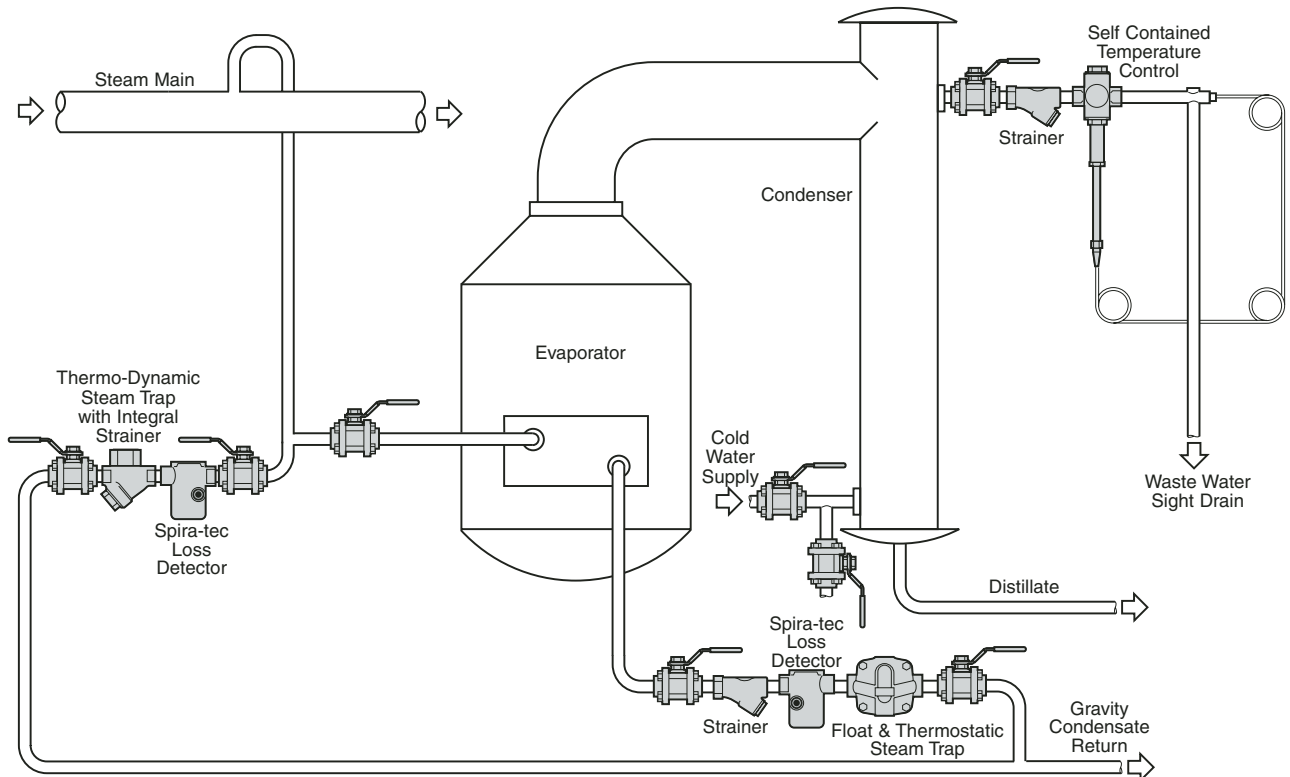 Steam Main
Self Contained
Temperature
Control
Strainer
Condenser
Evaporator
Thermo-Dynamic
Steam Trap
with Integral
Strainer
Cold
Water
Supply
Waste Water
Sight Drain
Spira-tec
Loss
Detector
Distillate
Spira-tec
Loss
Detector
Strainer
Float & Thermostatic
Steam Trap
Gravity
Condensate
Return